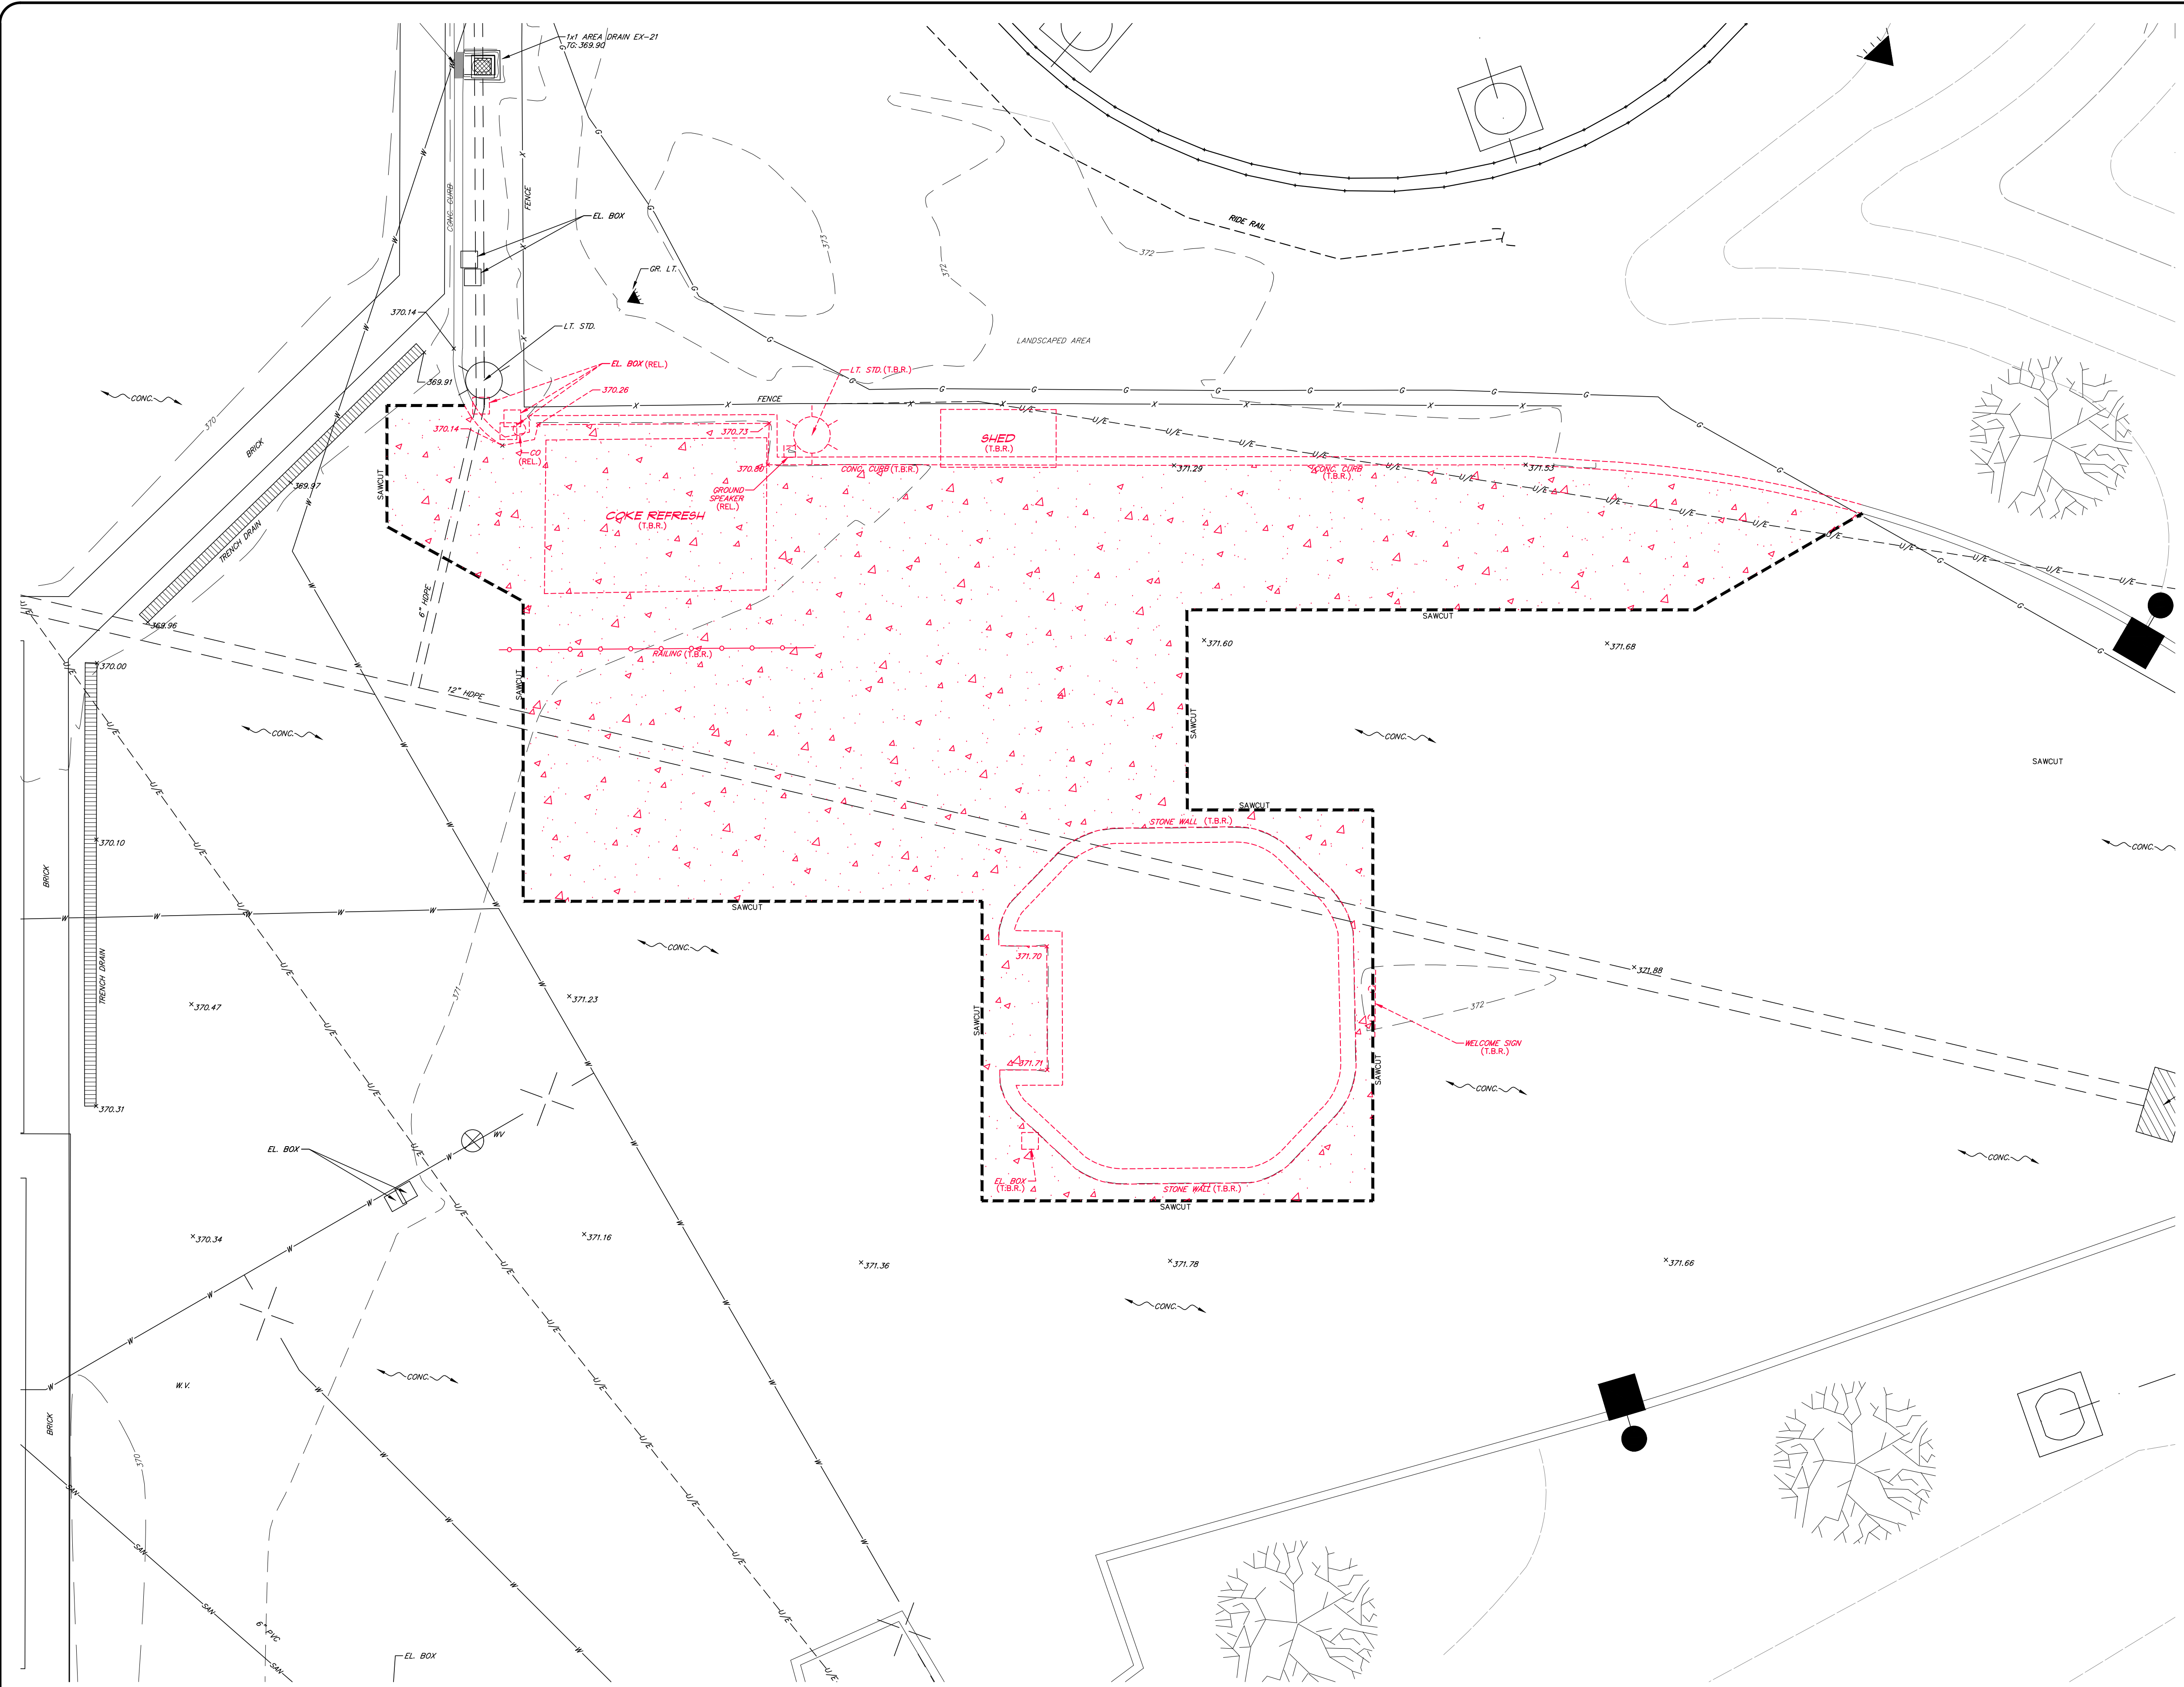 1x1 AREA DRAIN EX-21
TG:369.90
W
G
CONC. CURB
FENCE
X
EL. BOX
GR. LT.
373
372
372
RIDE RAIL
370.14
LT. STD.
369.91
LANDSCAPED AREA
CONC.
370
BRICK
EL. BOX (REL.)
370.26
LT. STD. (T.B.R.)
FENCE
U/E
370.14
370.73
SHED
(T.B.R.)
CO
(REL.)
370.80
CONC. CURB (T.B.R.)
371.29
CONC. CURB
(T.B.R.)
371.53
SAWCUT
369.97
GROUND
SPEAKER
(REL.)
COKE REFRESH
(T.B.R.)
TRENCH DRAIN
6" HDPE
369.96
SAWCUT
371.60
371.68
RAILING (T.B.R.)
370.00
SAWCUT
12" HDPE
SAWCUT
CONC.
CONC.
SAWCUT
SAWCUT
STONE WALL (T.B.R.)
370.10
CONC.
BRICK
SAWCUT
CONC.
371.70
371.88
TRENCH DRAIN
371
370.47
371.23
372
SAWCUT
WELCOME SIGN
(T.B.R.)
371.71
SAWCUT
CONC.
370.31
WV
EL. BOX
CONC.
EL. BOX
(T.B.R.)
STONE WALL (T.B.R.)
SAWCUT
370.34
371.16
371.36
371.78
371.66
CONC.
CONC.
W.V.
BRICK
370
SAN
SAN
SAN
6" PVC
SAN
EL. BOX